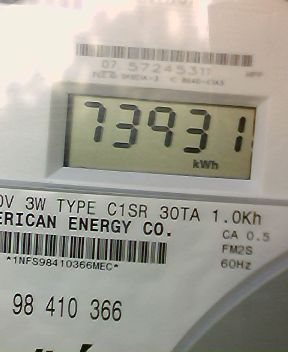 07 57245311
73931
kWh
0V 3W TYPE C1SR 30TA 1.0Kh
ERICAN ENERGY CO.
CA 0.5
FM2S
*1NFS98410366MEC*
60Hz
98 410 366